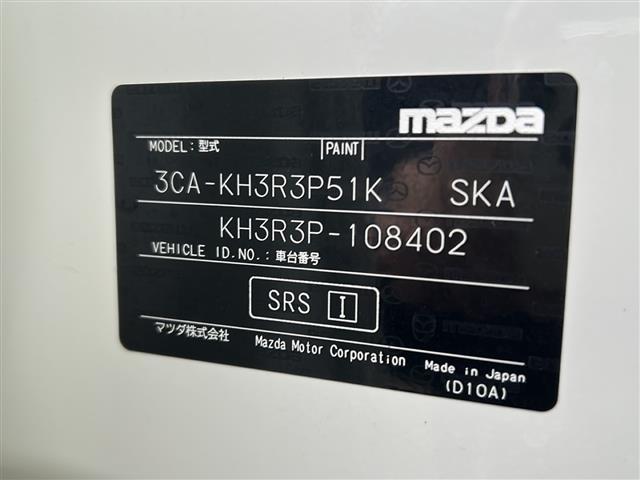 mazda
MODEL: 型式 PAINT
3CA-KH3R3P51K SKA
KH3R3P-108402
VEHICLE ID.NO.: 車台番号
SRS I
マツダ株式会社 Mazda Motor Corporation Made in Japan
(D10A)